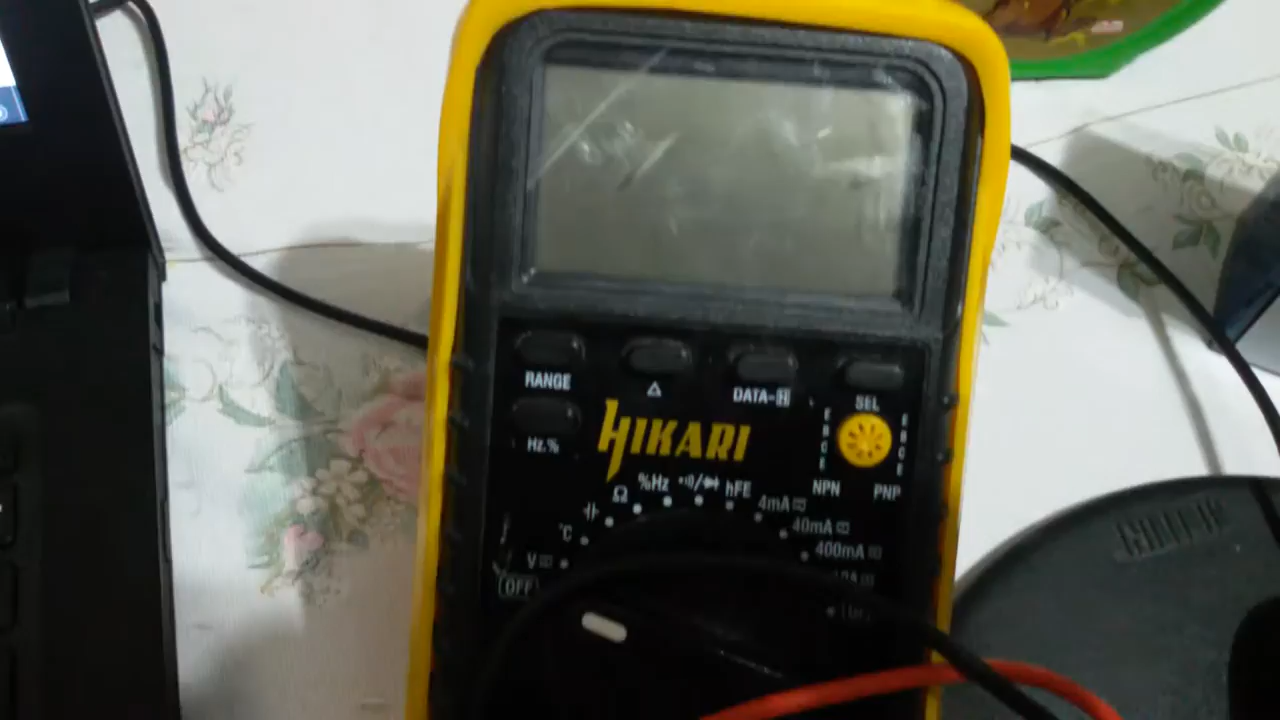 RANGE
△
DATA-H
SEL
Hz.%
HIKARI
E B C E
E B C E
NPN
PNP
%Hz
hFE
Ω
4mA
°C
40mA
V
400mA
OFF